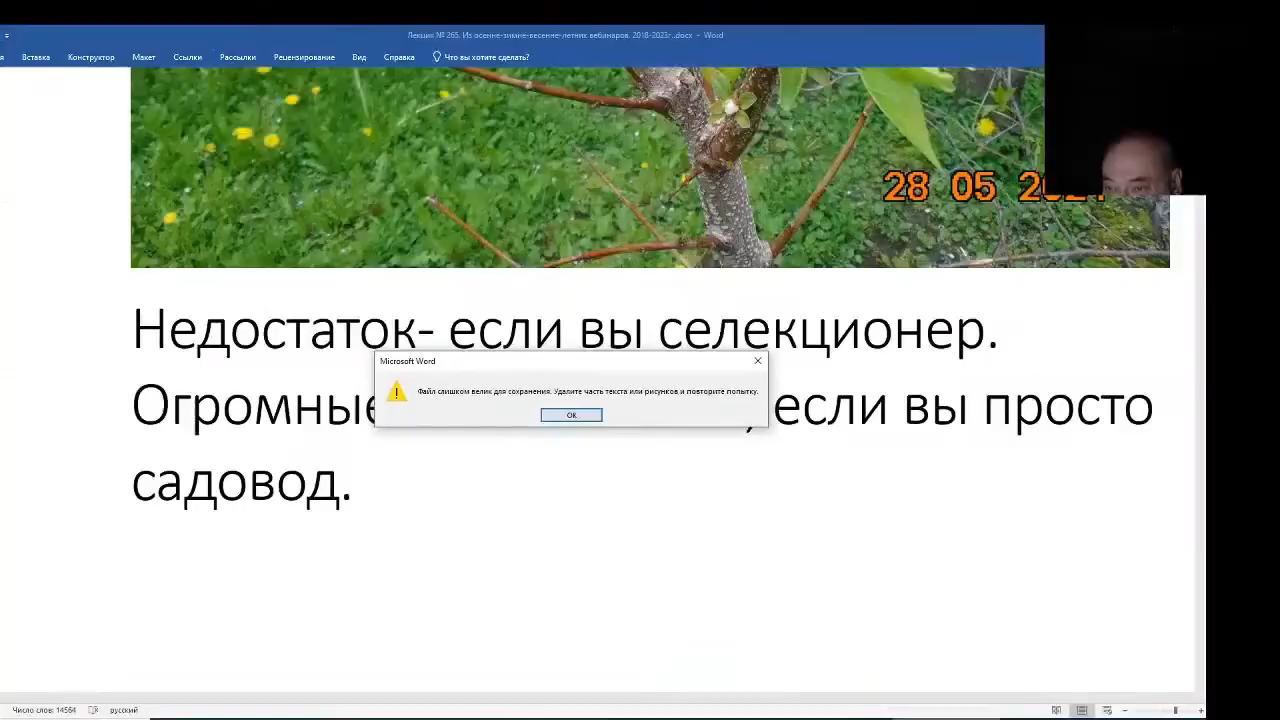 Лекция № 265. Из осенне-зимне-весенне-летних вебинаров. 2018-2023г..docx - Word
Вставка Конструктор Макет Ссылки Рассылки Рецензирование Вид Справка Что вы хотите сделать?
28 05
Недостаток- если вы селекционер.
Microsoft Word
Файл слишком велик для сохранения. Удалите часть текста или рисунков и повторите попытку.
Огромные если вы просто
ОК
садовод.
Число слов: 14564 русский